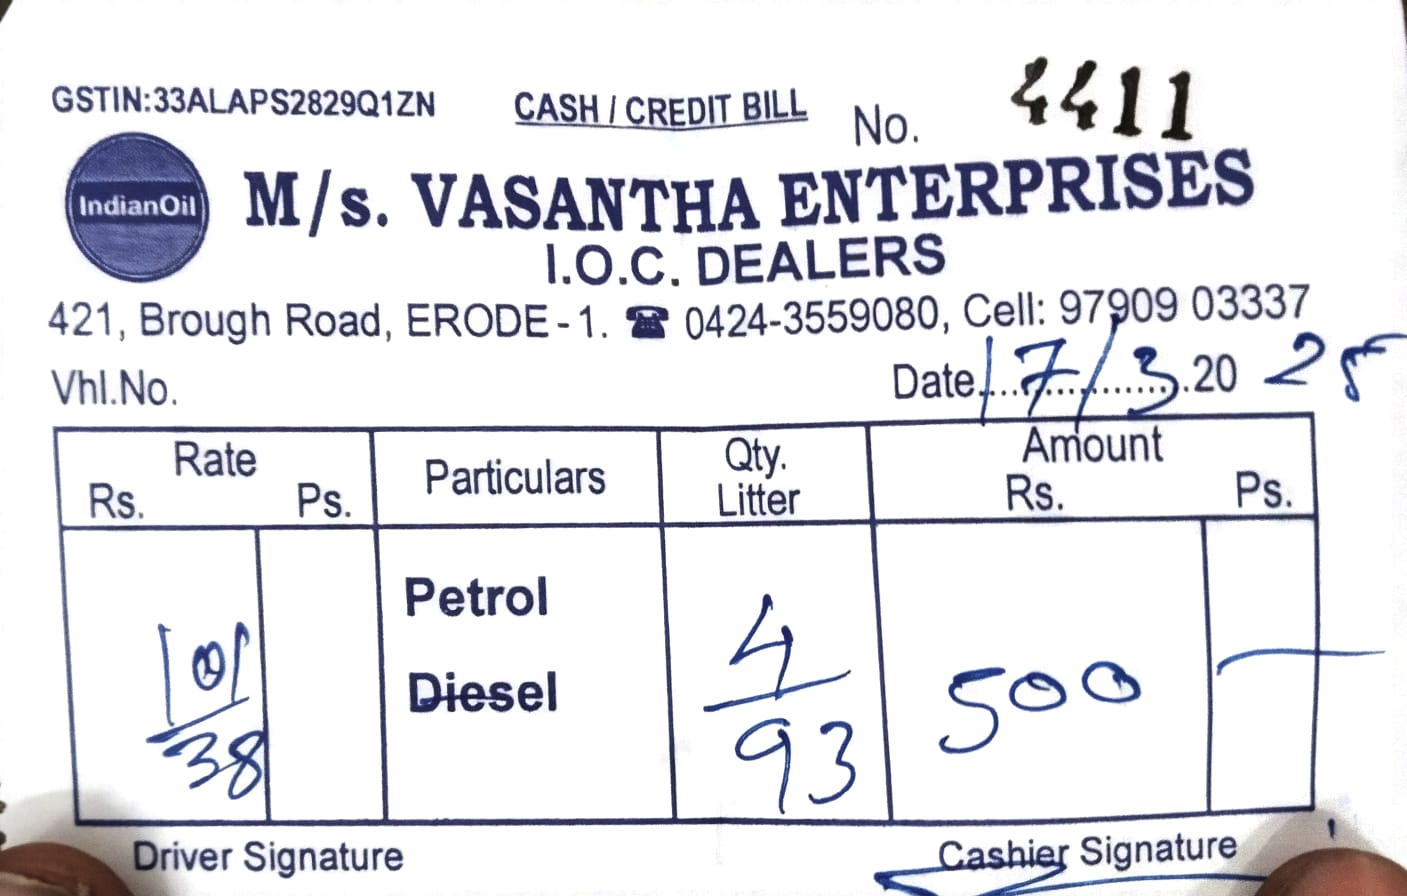 GSTIN:33ALAPS2829Q1ZN CASH / CREDIT BILL No. 4411
IndianOil M/s. VASANTHA ENTERPRISES
I.O.C. DEALERS
421, Brough Road, ERODE - 1. ☎ 0424-3559080, Cell: 97909 03337
Vhl.No. Date 17/3.20 25
Rate Particulars Qty. Amount
Rs. Ps. Litter Rs. Ps.
Petrol
101/38 Diesel 4/93 500 —
Driver Signature Cashier Signature